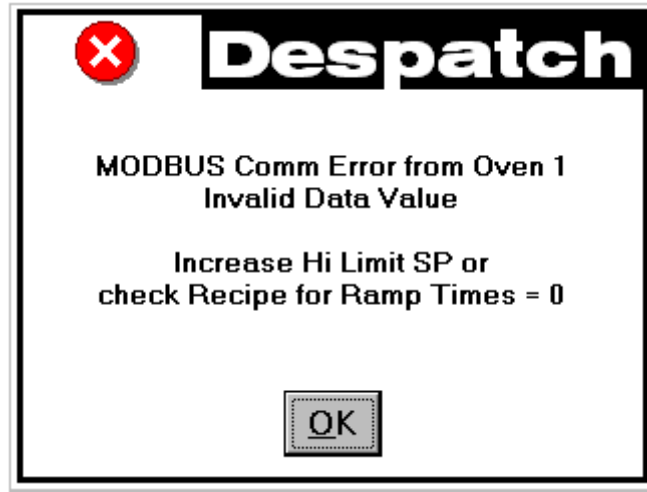 Despatch
MODBUS Comm Error from Oven 1
Invalid Data Value
Increase Hi Limit SP or
check Recipe for Ramp Times = 0
OK